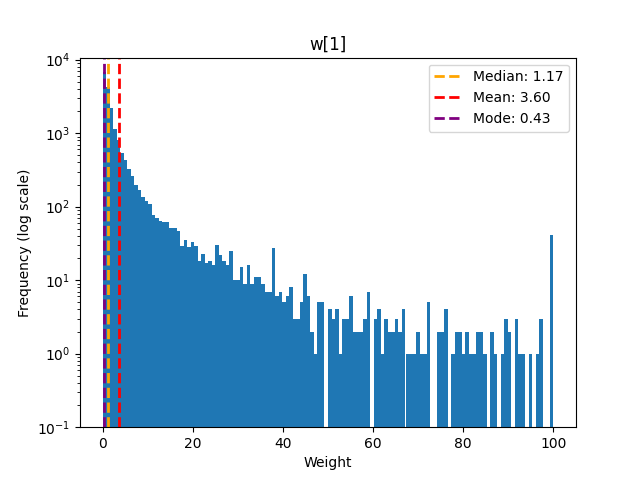 w[1]
Median: 1.17
Mean: 3.60
Mode: 0.43
Frequency (log scale)
10⁴
10³
10²
10¹
10⁰
10⁻¹
0 20 40 60 80 100
Weight